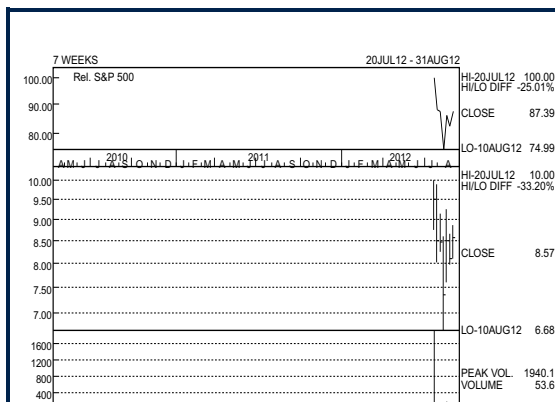 7 WEEKS 20JUL12 - 31AUG12
Rel. S&P 500
HI-20JUL12 100.00
HI/LO DIFF -25.01%
CLOSE 87.39
LO-10AUG12 74.99
100.00
90.00
80.00
2010 2011 2012
A M J J A S O N D J F M A M J J A S O N D J F M A M J J A
HI-20JUL12 10.00
HI/LO DIFF -33.20%
CLOSE 8.57
LO-10AUG12 6.68
10.00
9.50
9.00
8.50
8.00
7.50
7.00
PEAK VOL. 1940.1
VOLUME 53.6
1600
1200
800
400